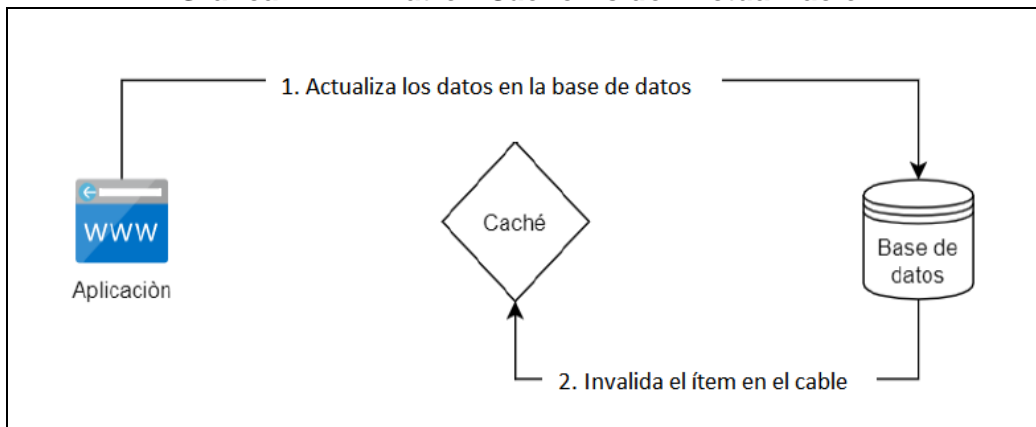 1. Actualiza los datos en la base de datos
WWW
Caché
Base de
datos
Aplicaciòn
2. Invalida el ítem en el cable